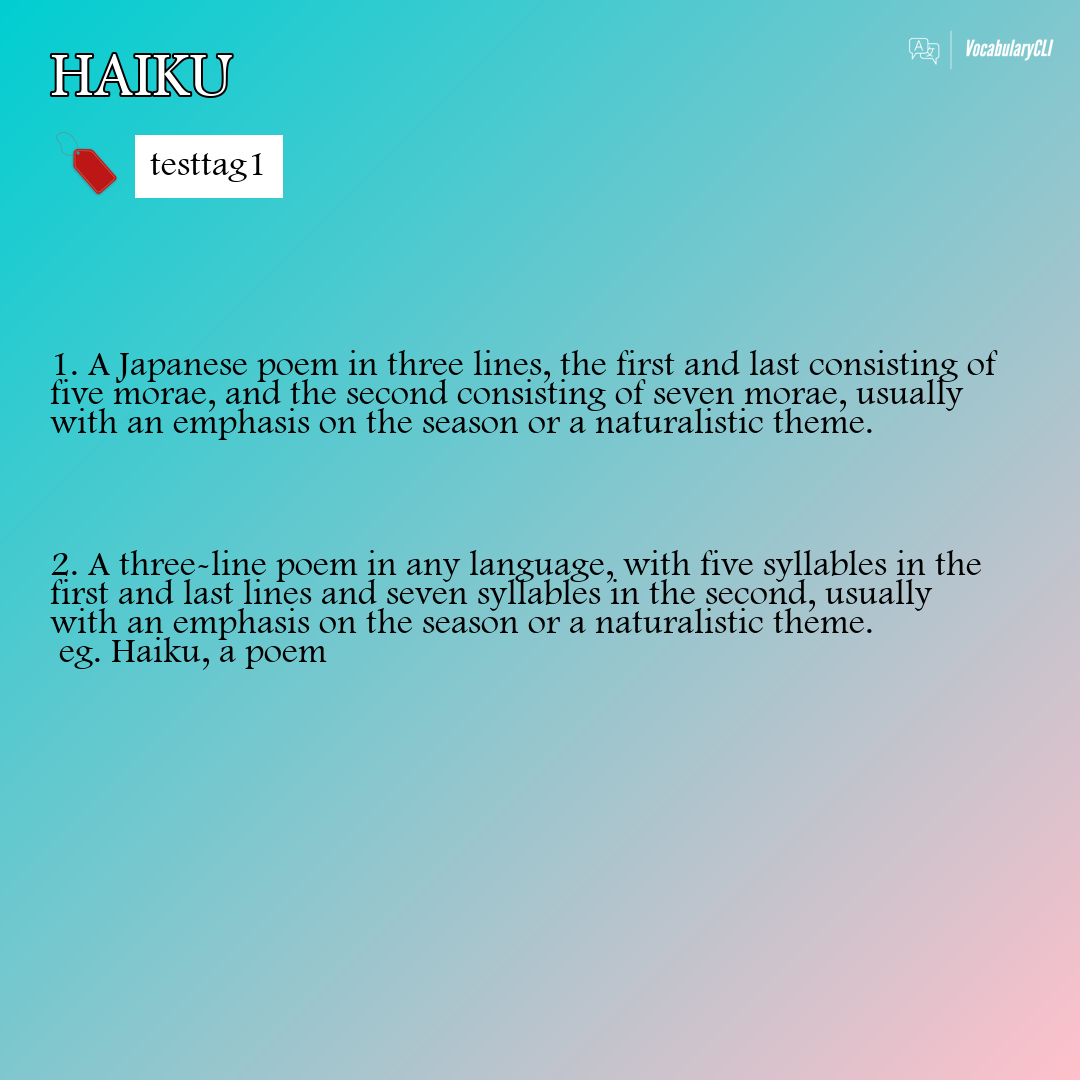 HAIKU
VocabularyCLI
testtag1
1. A Japanese poem in three lines, the first and last consisting of
five morae, and the second consisting of seven morae, usually
with an emphasis on the season or a naturalistic theme.
2. A three-line poem in any language, with five syllables in the
first and last lines and seven syllables in the second, usually
with an emphasis on the season or a naturalistic theme.
eg. Haiku, a poem